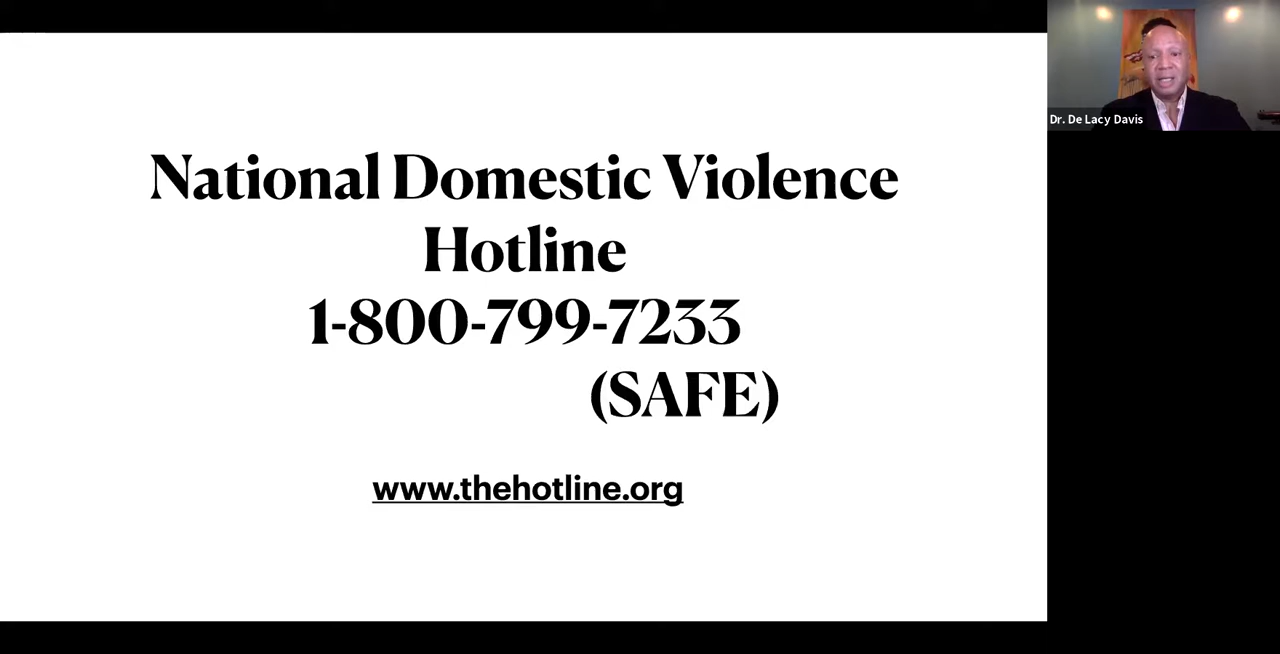 National Domestic Violence
Hotline
1-800-799-7233
(SAFE)
www.thehotline.org
Dr. De Lacy Davis